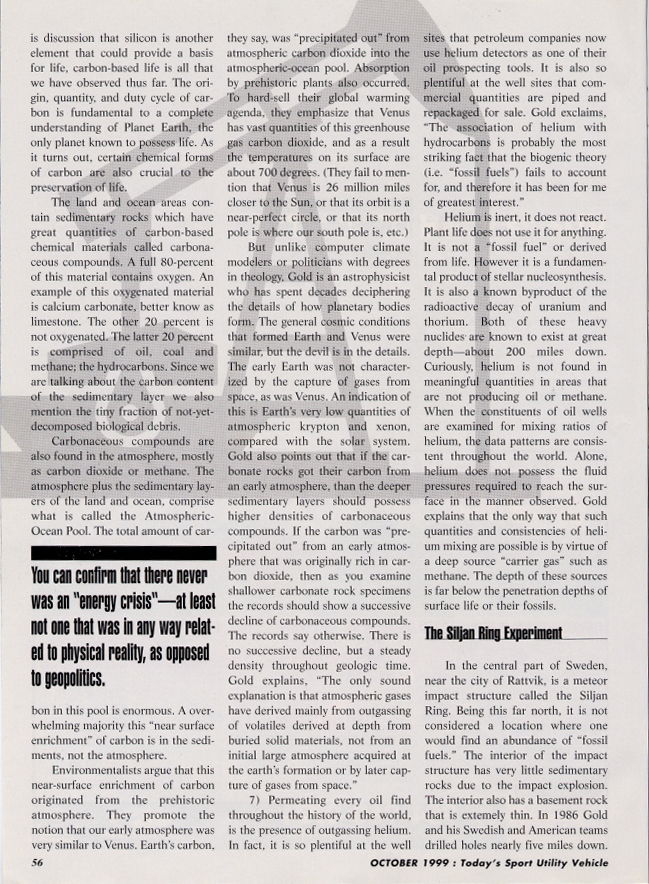 is discussion that silicon is another
element that could provide a basis
for life, carbon-based life is all that
we have observed thus far. The ori-
gin, quantity, and duty cycle of car-
bon is fundamental to a complete
understanding of Planet Earth, the
only planet known to possess life. As
it turns out, certain chemical forms
of carbon are also crucial to the
preservation of life.
The land and ocean areas con-
tain sedimentary rocks which have
great quantities of carbon-based
chemical materials called carbona-
ceous compounds. A full 80-percent
of this material contains oxygen. An
example of this oxygenated material
is calcium carbonate, better know as
limestone. The other 20 percent is
not oxygenated. The latter 20 percent
is comprised of oil, coal and
methane; the hydrocarbons. Since we
are talking about the carbon content
of the sedimentary layer we also
mention the tiny fraction of not-yet-
decomposed biological debris.
Carbonaceous compounds are
also found in the atmosphere, mostly
as carbon dioxide or methane. The
atmosphere plus the sedimentary lay-
ers of the land and ocean, comprise
what is called the Atmospheric-
Ocean Pool. The total amount of car-
You can confirm that there never
was an "energy crisis"—at least
not one that was in any way relat-
ed to physical reality, as opposed
to geopolitics.
bon in this pool is enormous. A over-
whelming majority this "near surface
enrichment" of carbon is in the sedi-
ments, not the atmosphere.
Environmentalists argue that this
near-surface enrichment of carbon
originated from the prehistoric
atmosphere. They promote the
notion that our early atmosphere was
very similar to Venus. Earth's carbon,
they say, was "precipitated out" from
atmospheric carbon dioxide into the
atmospheric-ocean pool. Absorption
by prehistoric plants also occurred.
To hard-sell their global warming
agenda, they emphasize that Venus
has vast quantities of this greenhouse
gas carbon dioxide, and as a result
the temperatures on its surface are
about 700 degrees. (They fail to men-
tion that Venus is 26 million miles
closer to the Sun, or that its orbit is a
near-perfect circle, or that its north
pole is where our south pole is, etc.)
But unlike computer climate
modelers or politicians with degrees
in theology, Gold is an astrophysicist
who has spent decades deciphering
the details of how planetary bodies
form. The general cosmic conditions
that formed Earth and Venus were
similar, but the devil is in the details.
The early Earth was not character-
ized by the capture of gases from
space, as was Venus. An indication of
this is Earth's very low quantities of
atmospheric krypton and xenon,
compared with the solar system.
Gold also points out that if the car-
bonate rocks got their carbon from
an early atmosphere, than the deeper
sedimentary layers should possess
higher densities of carbonaceous
compounds. If the carbon was "pre-
cipitated out" from an early atmos-
phere that was originally rich in car-
bon dioxide, then as you examine
shallower carbonate rock specimens
the records should show a successive
decline of carbonaceous compounds.
The records say otherwise. There is
no successive decline, but a steady
density throughout geologic time.
Gold explains, "The only sound
explanation is that atmospheric gases
have derived mainly from outgassing
of volatiles derived at depth from
buried solid materials, not from an
initial large atmosphere acquired at
the earth's formation or by later cap-
ture of gases from space."
7) Permeating every oil find
throughout the history of the world,
is the presence of outgassing helium.
In fact, it is so plentiful at the well
sites that petroleum companies now
use helium detectors as one of their
oil prospecting tools. It is also so
plentiful at the well sites that com-
mercial quantities are piped and
repackaged for sale. Gold exclaims,
"The association of helium with
hydrocarbons is probably the most
striking fact that the biogenic theory
(i.e. "fossil fuels") fails to account
for, and therefore it has been for me
of greatest interest."
Helium is inert, it does not react.
Plant life does not use it for anything.
It is not a "fossil fuel" or derived
from life. However it is a fundamen-
tal product of stellar nucleosynthesis.
It is also a known byproduct of the
radioactive decay of uranium and
thorium. Both of these heavy
nuclides are known to exist at great
depth—about 200 miles down.
Curiously, helium is not found in
meaningful quantities in areas that
are not producing oil or methane.
When the constituents of oil wells
are examined for mixing ratios of
helium, the data patterns are consis-
tent throughout the world. Alone,
helium does not possess the fluid
pressures required to reach the sur-
face in the manner observed. Gold
explains that the only way that such
quantities and consistencies of heli-
um mixing are possible is by virtue of
a deep source "carrier gas" such as
methane. The depth of these sources
is far below the penetration depths of
surface life or their fossils.
The Siljan Ring Experiment
In the central part of Sweden,
near the city of Rattvik, is a meteor
impact structure called the Siljan
Ring. Being this far north, it is not
considered a location where one
would find an abundance of "fossil
fuels." The interior of the impact
structure has very little sedimentary
rocks due to the impact explosion.
The interior also has a basement rock
that is extemely thin. In 1986 Gold
and his Swedish and American teams
drilled holes nearly five miles down.
56
OCTOBER 1999 : Today's Sport Utility Vehicle